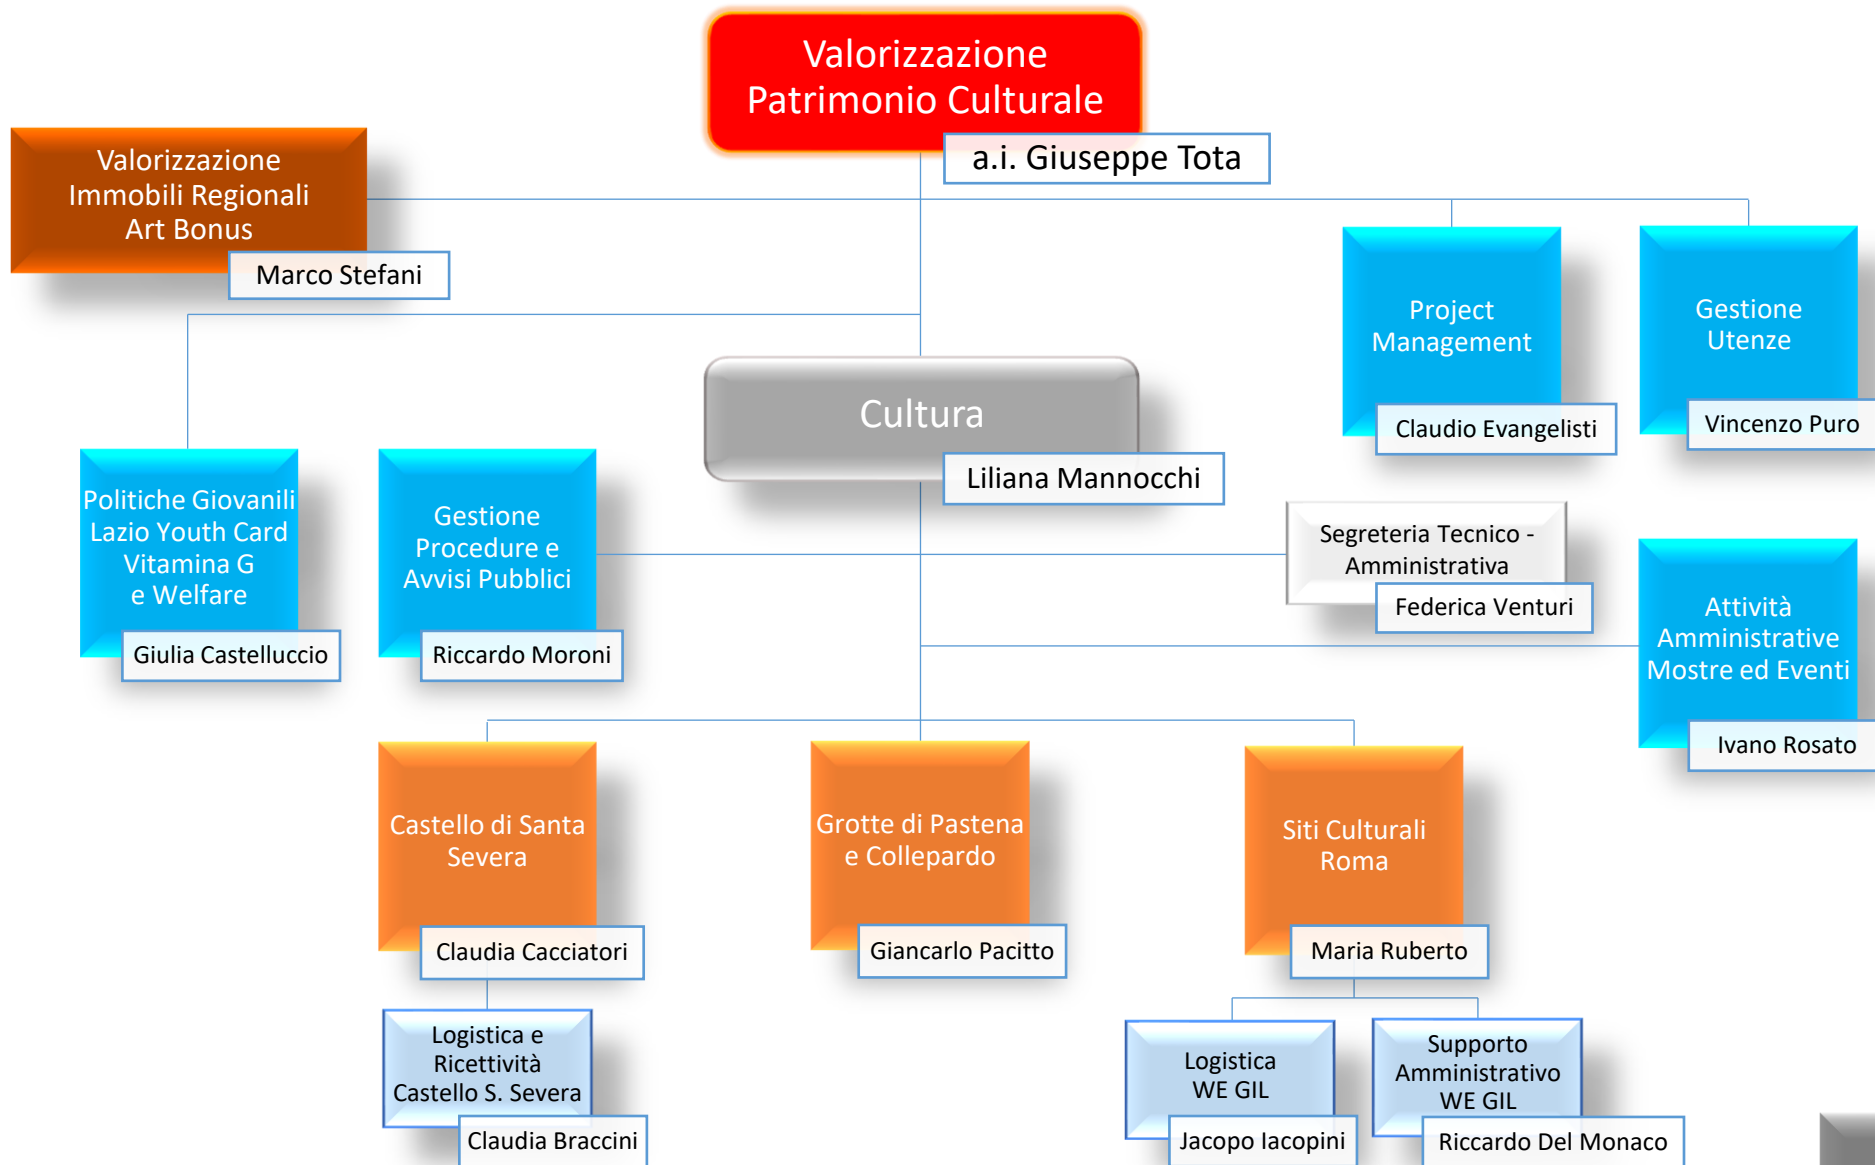 Valorizzazione
Patrimonio Culturale
a.i. Giuseppe Tota
Valorizzazione
Immobili Regionali
Art Bonus
Marco Stefani
Project
Management
Claudio Evangelisti
Gestione
Utenze
Vincenzo Puro
Cultura
Liliana Mannocchi
Politiche Giovanili
Lazio Youth Card
Vitamina G
e Welfare
Giulia Castelluccio
Gestione
Procedure e
Avvisi Pubblici
Riccardo Moroni
Segreteria Tecnico -
Amministrativa
Federica Venturi
Attività
Amministrative
Mostre ed Eventi
Ivano Rosato
Castello di Santa
Severa
Claudia Cacciatori
Grotte di Pastena
e Collepardo
Giancarlo Pacitto
Siti Culturali
Roma
Maria Ruberto
Logistica e
Ricettività
Castello S. Severa
Claudia Braccini
Logistica
WE GIL
Jacopo Iacopini
Supporto
Amministrativo
WE GIL
Riccardo Del Monaco